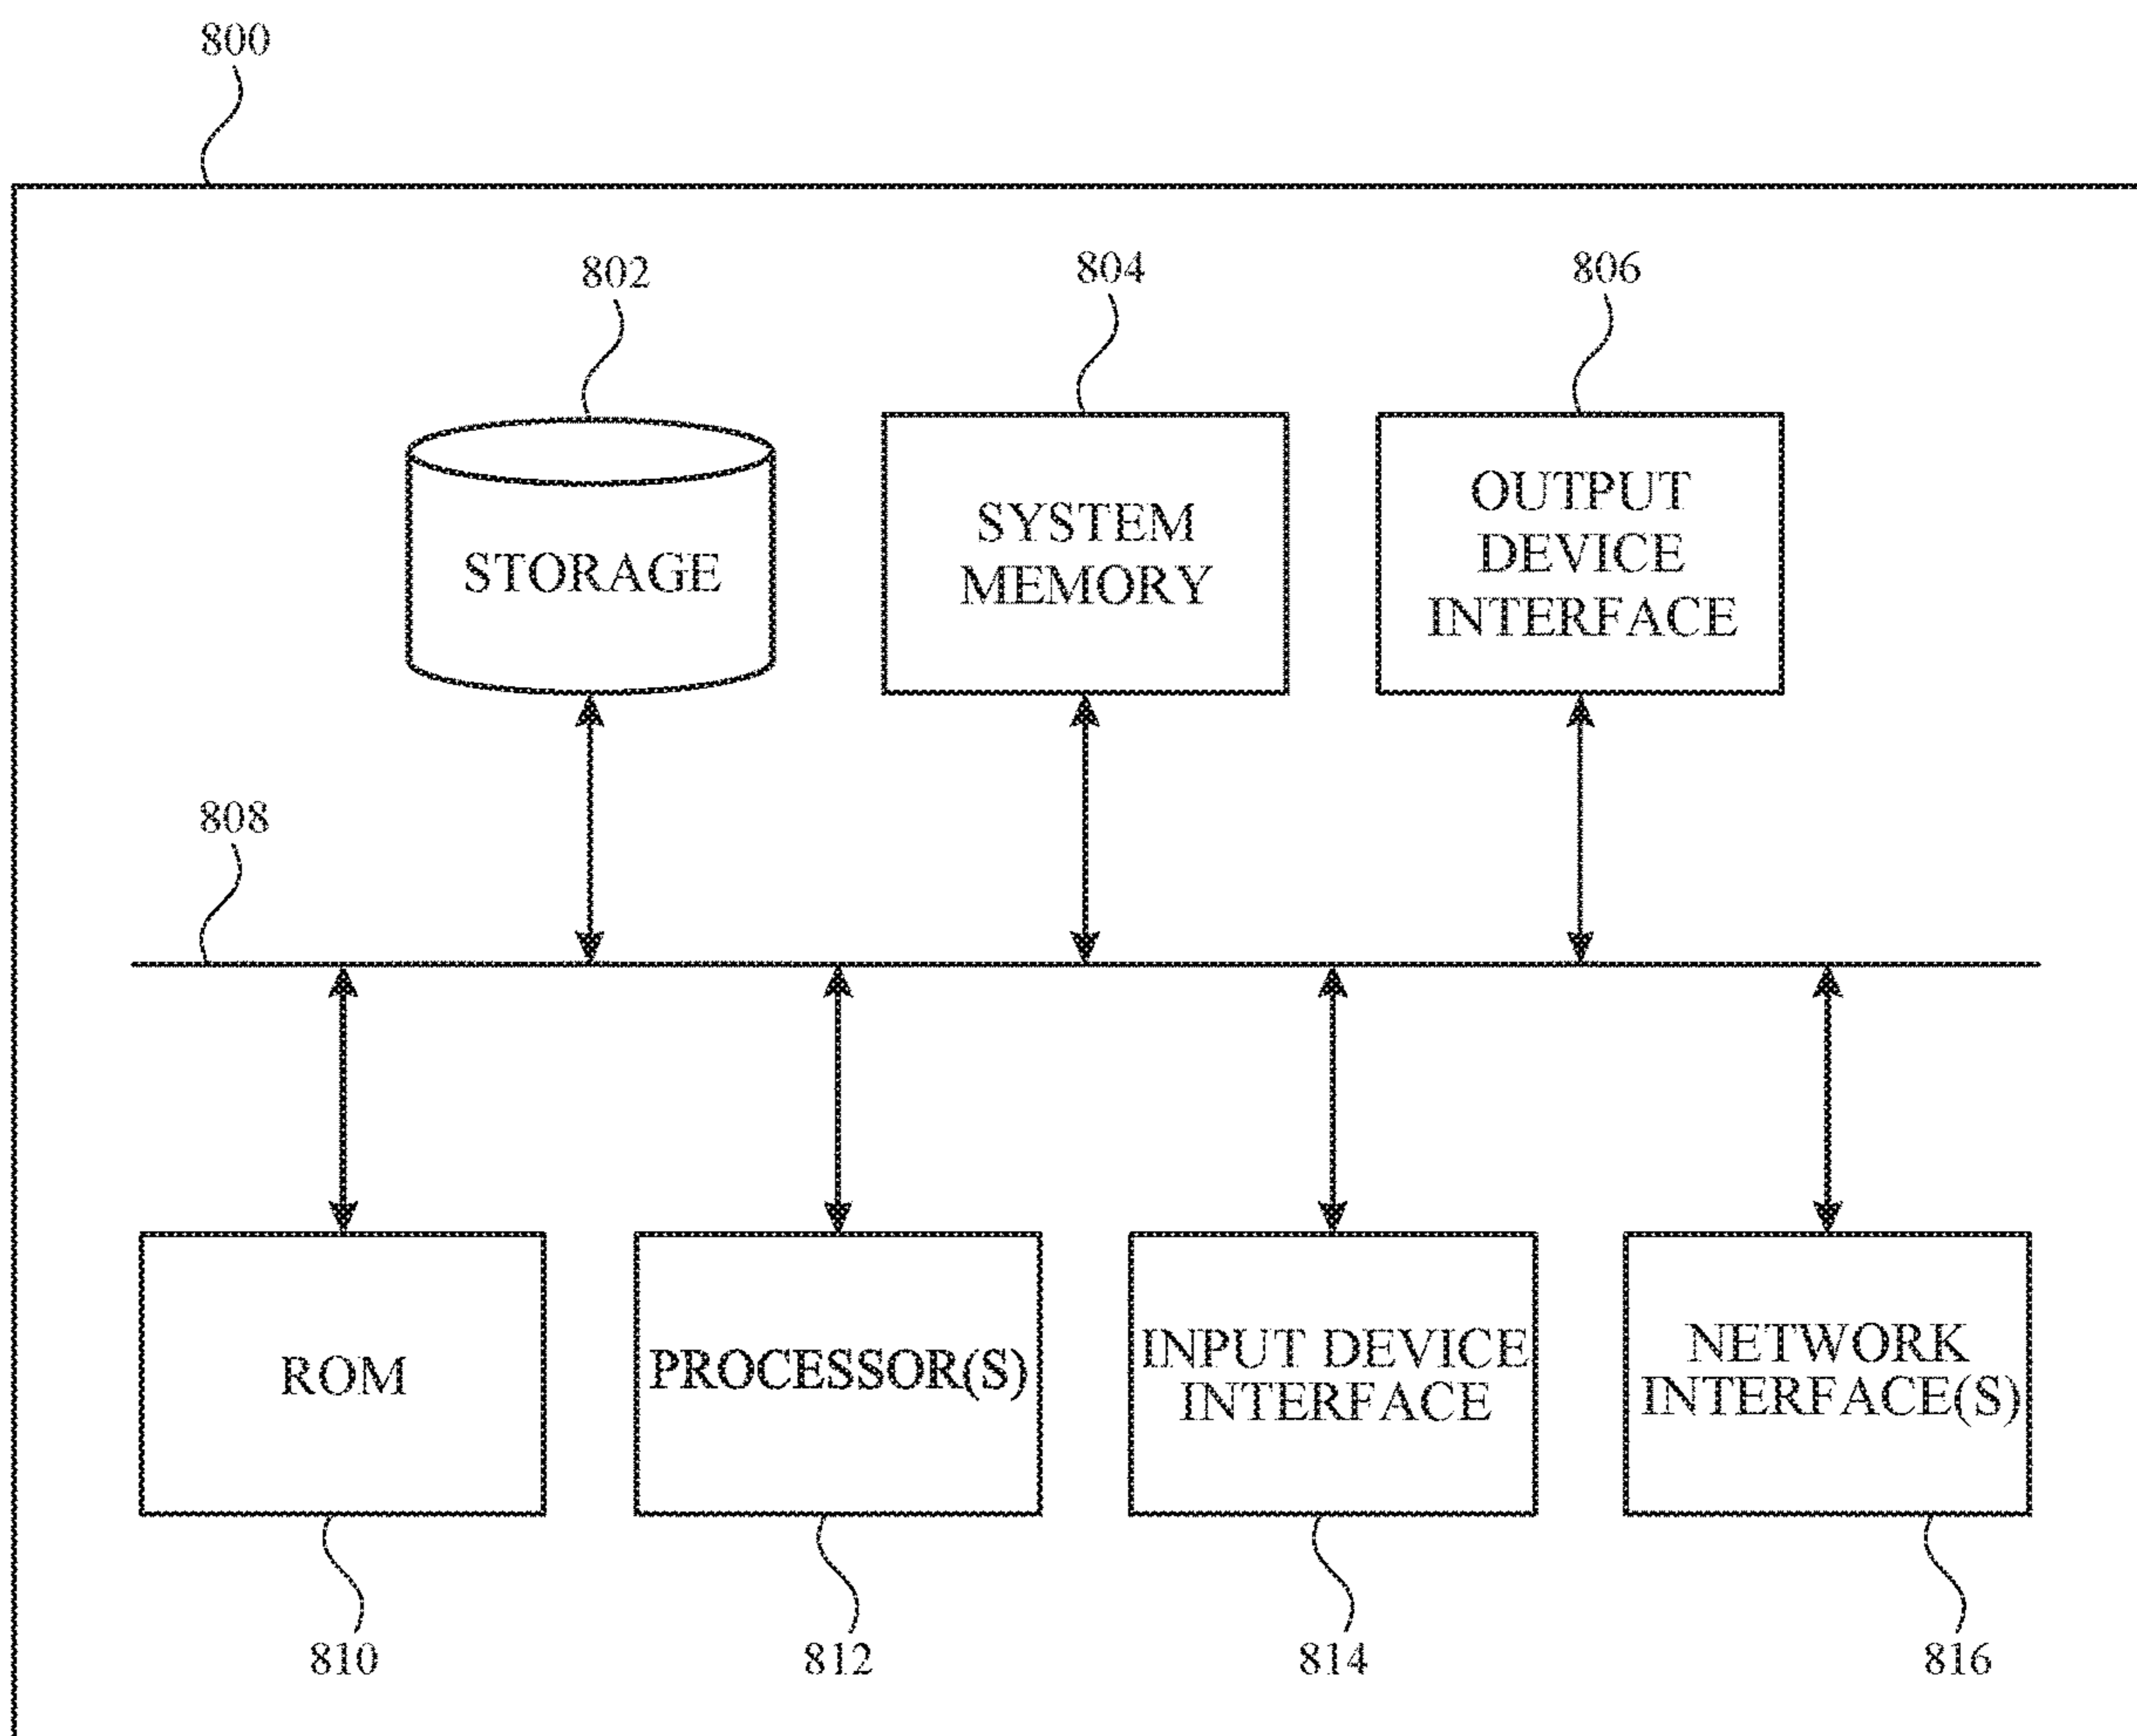 800
802
804
806
STORAGE
SYSTEM
MEMORY
OUTPUT
DEVICE
INTERFACE
808
ROM
PROCESSOR(S)
INPUT DEVICE
INTERFACE
NETWORK
INTERFACE(S)
810
812
814
816